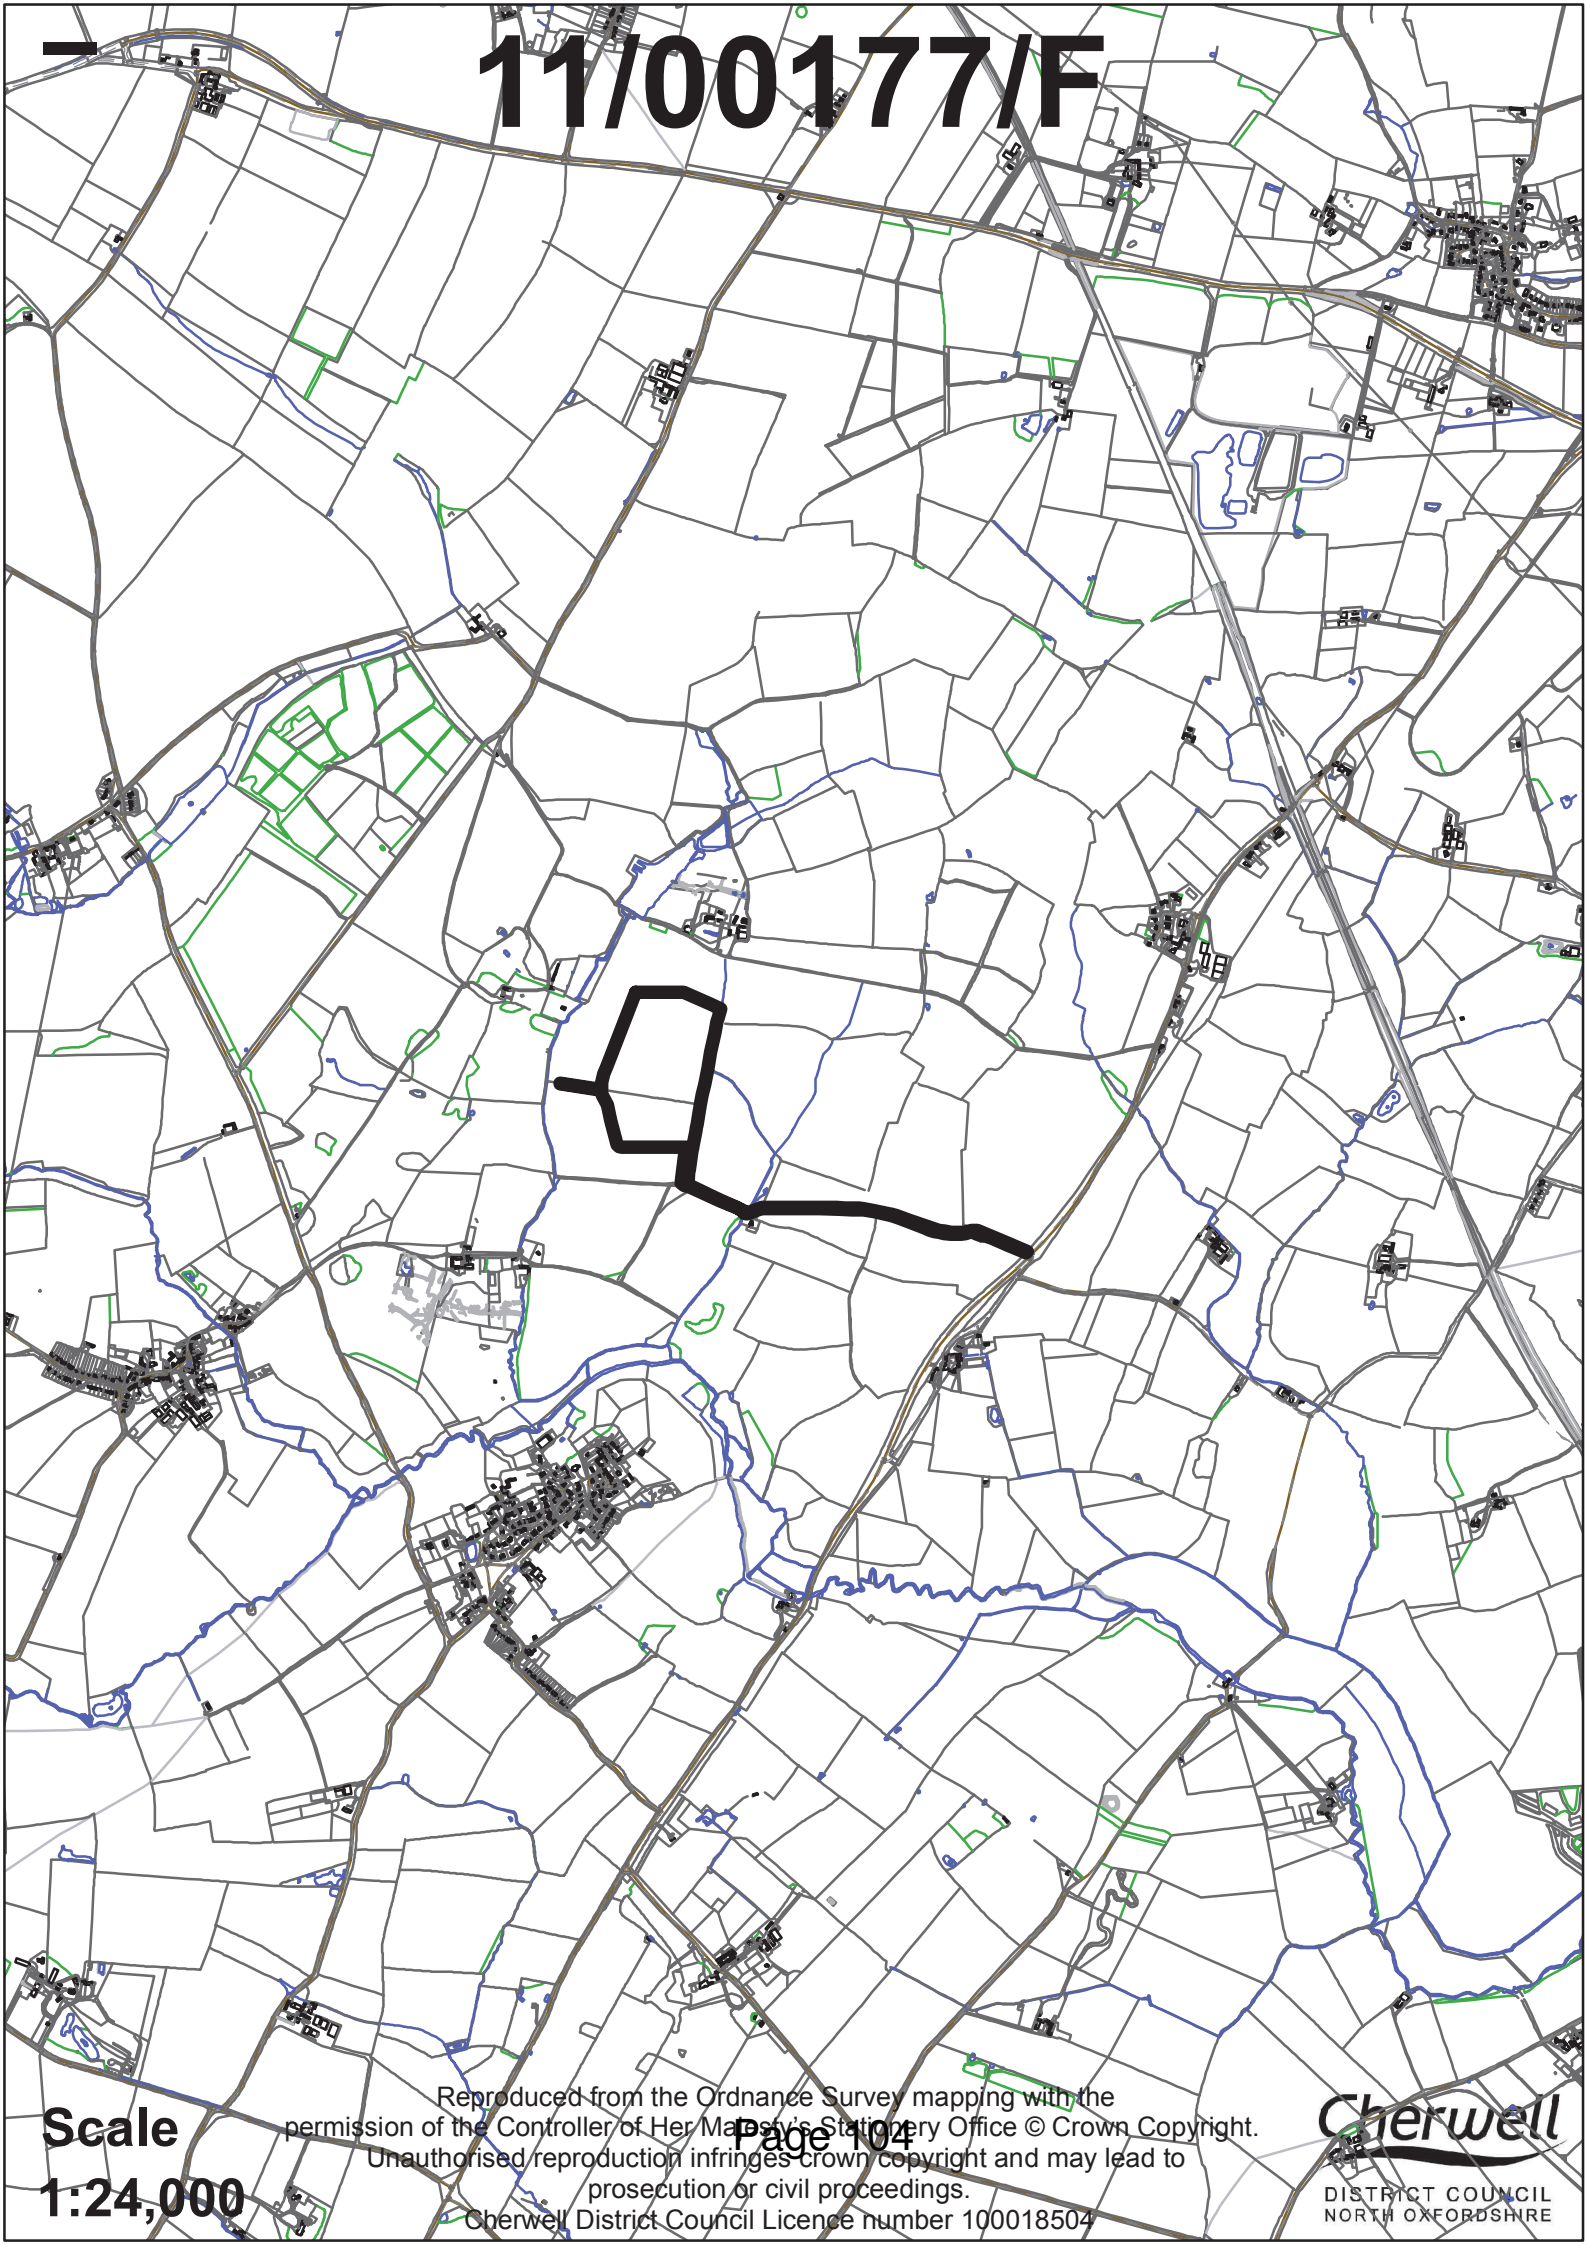 11/00177/F
Scale
1:24,000
Reproduced from the Ordnance Survey mapping with the
permission of the Controller of Her Majesty's Stationery Office © Crown Copyright.
Unauthorised reproduction infringes crown copyright and may lead to
prosecution or civil proceedings.
Cherwell District Council Licence number 100018504
Page 104
Cherwell
DISTRICT COUNCIL
NORTH OXFORDSHIRE